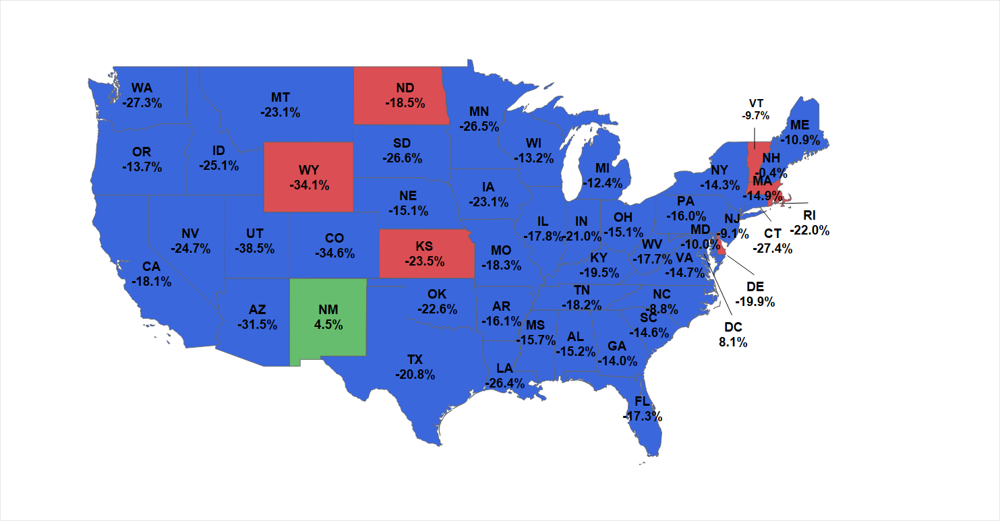 WA
-27.3%
MT
-23.1%
ND
-18.5%
MN
-26.5%
VT
-9.7%
ME
-10.9%
OR
-13.7%
ID
-25.1%
WY
-34.1%
SD
-26.6%
WI
-13.2%
MI
-12.4%
NY
-14.3%
NH
-0.4%
MA
-14.9%
NE
-15.1%
IA
-23.1%
PA
-16.0%
RI
-22.0%
NV
-24.7%
UT
-38.5%
CO
-34.6%
KS
-23.5%
MO
-18.3%
IL
-17.8%
IN
-21.0%
OH
-15.1%
NJ
-9.1%
MD
-10.0%
CT
-27.4%
CA
-18.1%
KY
-19.5%
WV
-17.7%
VA
-14.7%
DE
-19.9%
AZ
-31.5%
NM
4.5%
OK
-22.6%
AR
-16.1%
TN
-18.2%
NC
-8.8%
SC
-14.6%
DC
8.1%
MS
-15.7%
AL
-15.2%
GA
-14.0%
TX
-20.8%
LA
-26.4%
FL
-17.3%